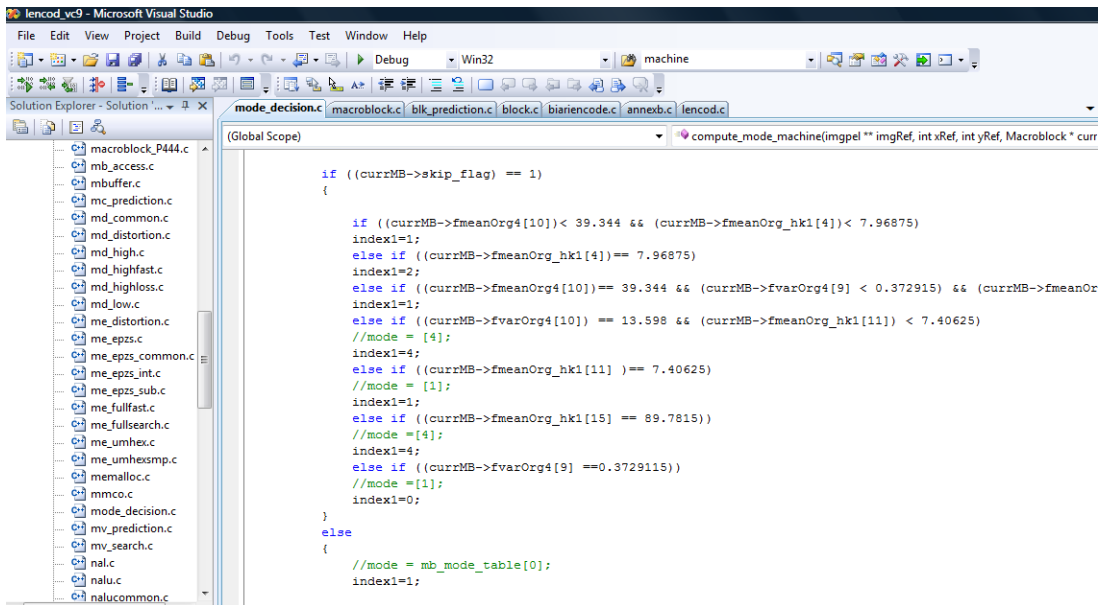 lencod_vc9 - Microsoft Visual Studio
File Edit View Project Build Debug Tools Test Window Help
Debug Win32 machine
Solution Explorer - Solution '...
mode_decision.c macroblock.c blk_prediction.c block.c biariencode.c annexb.c lencod.c
(Global Scope) compute_mode_machine(imgpel ** imgRef, int xRef, int yRef, Macroblock * curr
macroblock_P444.c
mb_access.c
mbuffer.c
mc_prediction.c
md_common.c
md_distortion.c
md_high.c
md_highfast.c
md_highloss.c
md_low.c
me_distortion.c
me_epzs.c
me_epzs_common.c
me_epzs_int.c
me_epzs_sub.c
me_fullfast.c
me_fullsearch.c
me_umhex.c
me_umhexsmp.c
memalloc.c
mmco.c
mode_decision.c
mv_prediction.c
mv_search.c
nal.c
nalu.c
nalucommon.c
if ((currMB->skip_flag) == 1)
{
if ((currMB->fmeanOrg4[10])< 39.344 && (currMB->fmeanOrg_hk1[4])< 7.96875)
index1=1;
else if ((currMB->fmeanOrg_hk1[4])== 7.96875)
index1=2;
else if ((currMB->fmeanOrg4[10])== 39.344 && (currMB->fvarOrg4[9] < 0.372915) && (currMB->fmeanOr
index1=1;
else if ((currMB->fvarOrg4[10]) == 13.598 && (currMB->fmeanOrg_hk1[11]) < 7.40625)
//mode = [4];
index1=4;
else if ((currMB->fmeanOrg_hk1[11] )== 7.40625)
//mode = [1];
index1=1;
else if ((currMB->fmeanOrg_hk1[15] == 89.7815))
//mode =[4];
index1=4;
else if ((currMB->fvarOrg4[9] ==0.3729115))
//mode =[1];
index1=0;
}
else
{
//mode = mb_mode_table[0];
index1=1;